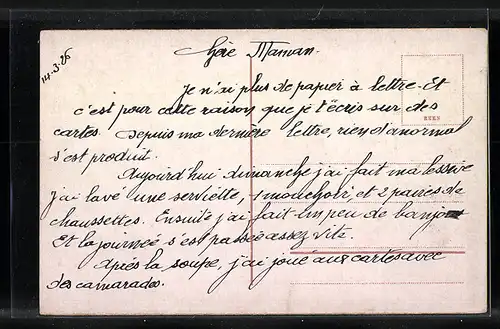 14-3-26
Chère Maman.
Je n'ai plus de papier à lettre. Et
c'est pour cette raison que je t'écris sur des
cartes. Depuis ma dernière lettre, rien d'anormal
s'est produit.
Aujourd'hui dimanche j'ai fait ma lessive
j'ai lavé une serviette, 1 mouchoir, et 2 paires de
chaussettes. Ensuite j'ai fait un peu de banjo
Et la journée s'est passée assez vite.
Après la soupe, j'ai joué aux cartes avec
des camarades.